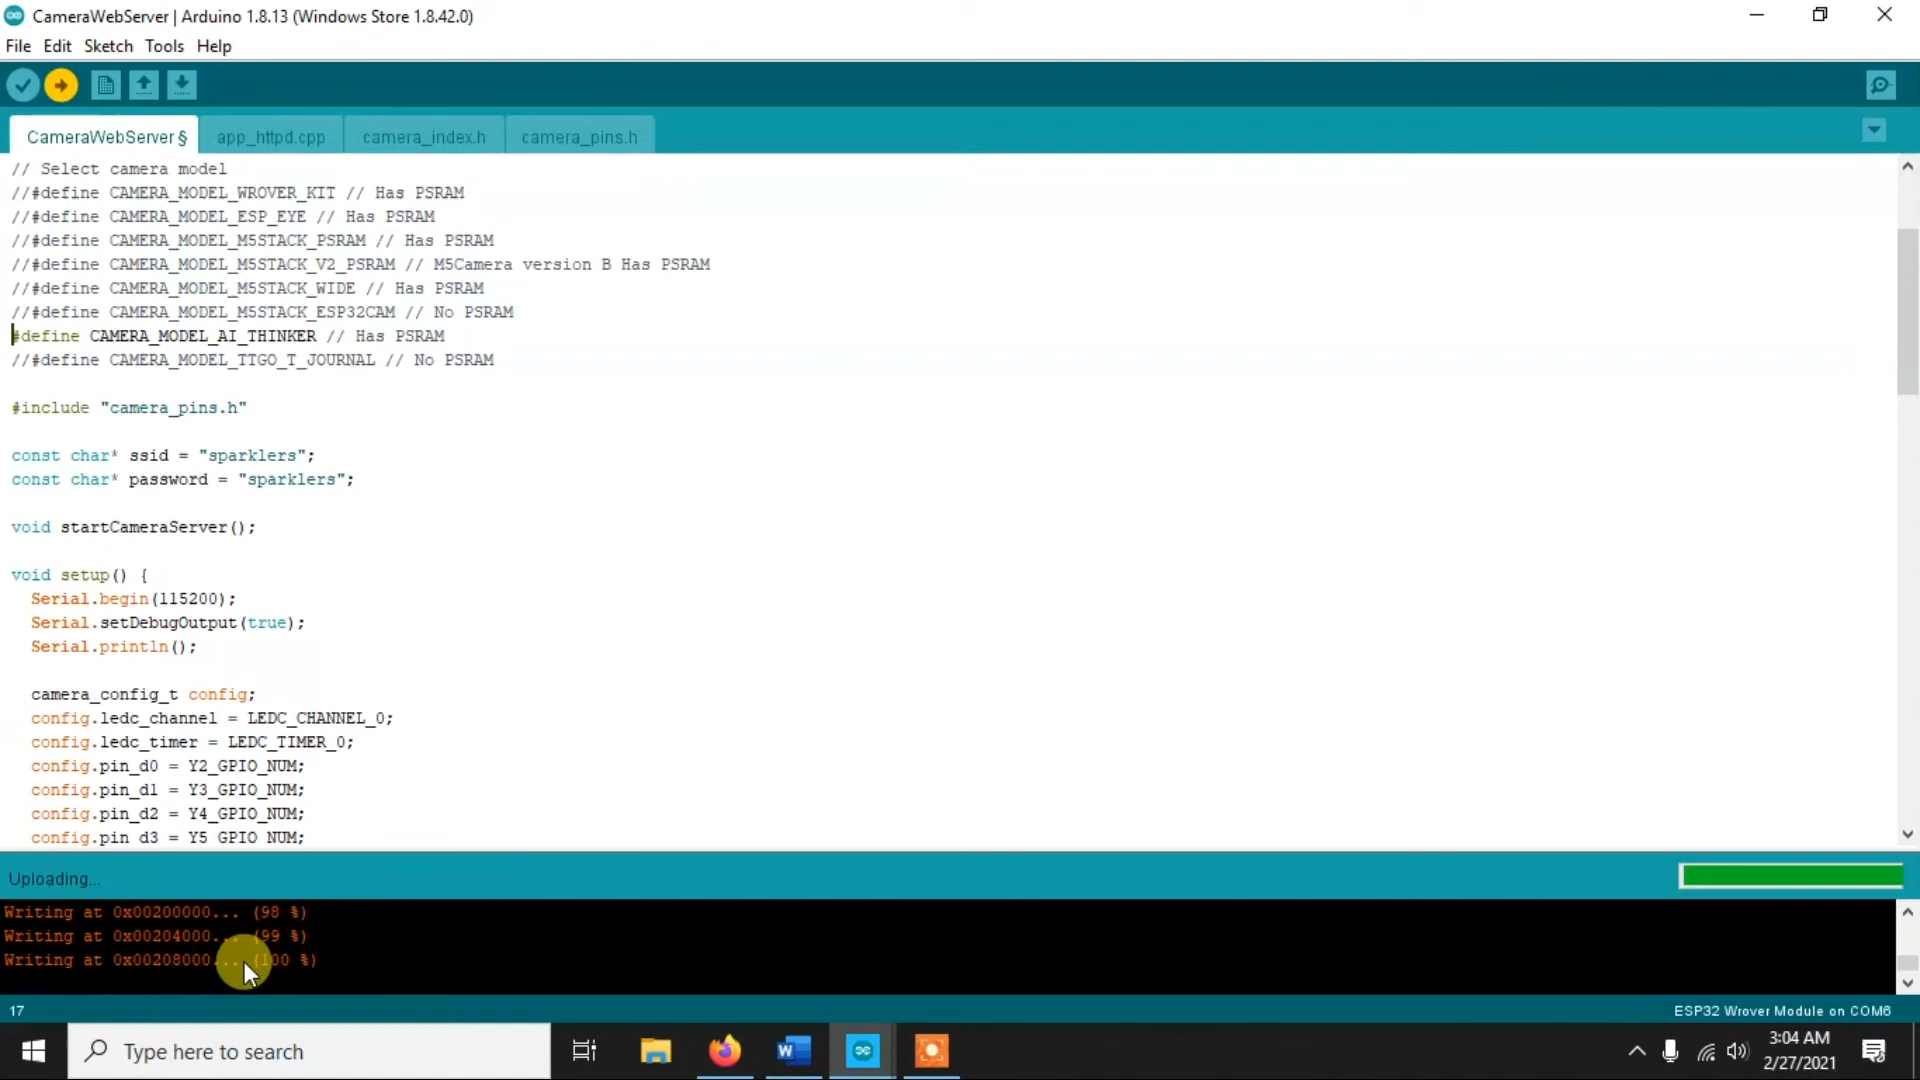 CameraWebServer | Arduino 1.8.13 (Windows Store 1.8.42.0)
File Edit Sketch Tools Help
CameraWebServer § app_httpd.cpp camera_index.h camera_pins.h
// Select camera model
//#define CAMERA_MODEL_WROVER_KIT // Has PSRAM
//#define CAMERA_MODEL_ESP_EYE // Has PSRAM
//#define CAMERA_MODEL_M5STACK_PSRAM // Has PSRAM
//#define CAMERA_MODEL_M5STACK_V2_PSRAM // M5Camera version B Has PSRAM
//#define CAMERA_MODEL_M5STACK_WIDE // Has PSRAM
//#define CAMERA_MODEL_M5STACK_ESP32CAM // No PSRAM
#define CAMERA_MODEL_AI_THINKER // Has PSRAM
//#define CAMERA_MODEL_TTGO_T_JOURNAL // No PSRAM
#include "camera_pins.h"
const char* ssid = "sparklers";
const char* password = "sparklers";
void startCameraServer();
void setup() {
Serial.begin(115200);
Serial.setDebugOutput(true);
Serial.println();
camera_config_t config;
config.ledc_channel = LEDC_CHANNEL_0;
config.ledc_timer = LEDC_TIMER_0;
config.pin_d0 = Y2_GPIO_NUM;
config.pin_d1 = Y3_GPIO_NUM;
config.pin_d2 = Y4_GPIO_NUM;
config.pin_d3 = Y5_GPIO_NUM;
Uploading...
Writing at 0x00200000... (98 %)
Writing at 0x00204000... (99 %)
Writing at 0x00208000... (100 %)
17 ESP32 Wrover Module on COM6
Type here to search
3:04 AM
2/27/2021